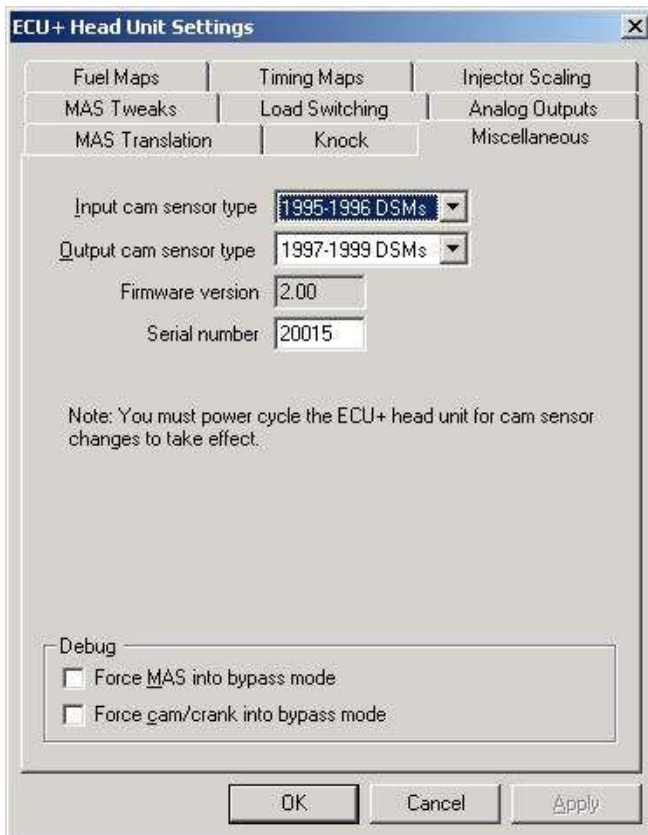 ECU+ Head Unit Settings
Fuel Maps Timing Maps Injector Scaling
MAS Tweaks Load Switching Analog Outputs
MAS Translation Knock Miscellaneous
Input cam sensor type 1995-1996 DSMs
Output cam sensor type 1997-1999 DSMs
Firmware version 2.00
Serial number 20015
Note: You must power cycle the ECU+ head unit for cam sensor
changes to take effect.
Debug
Force MAS into bypass mode
Force cam/crank into bypass mode
OK Cancel Apply